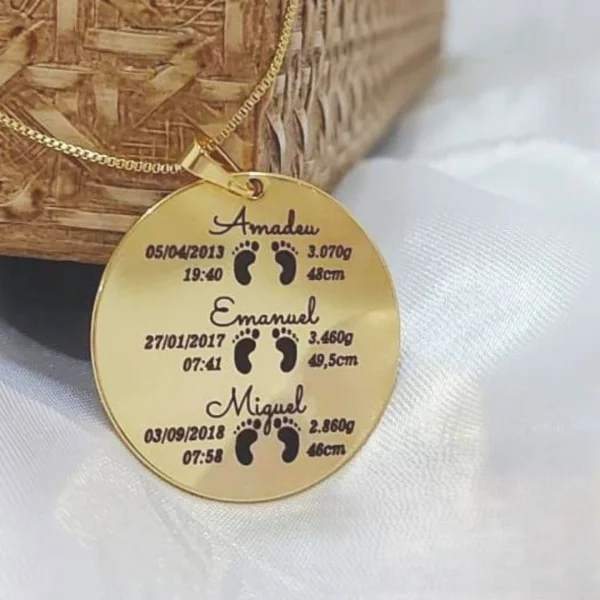 Amadeu
05/04/2013 3.070g
19:40 48cm
Emanuel
27/01/2017 3.460g
07:41 49,5cm
Miguel
03/09/2018 2.860g
07:58 46cm